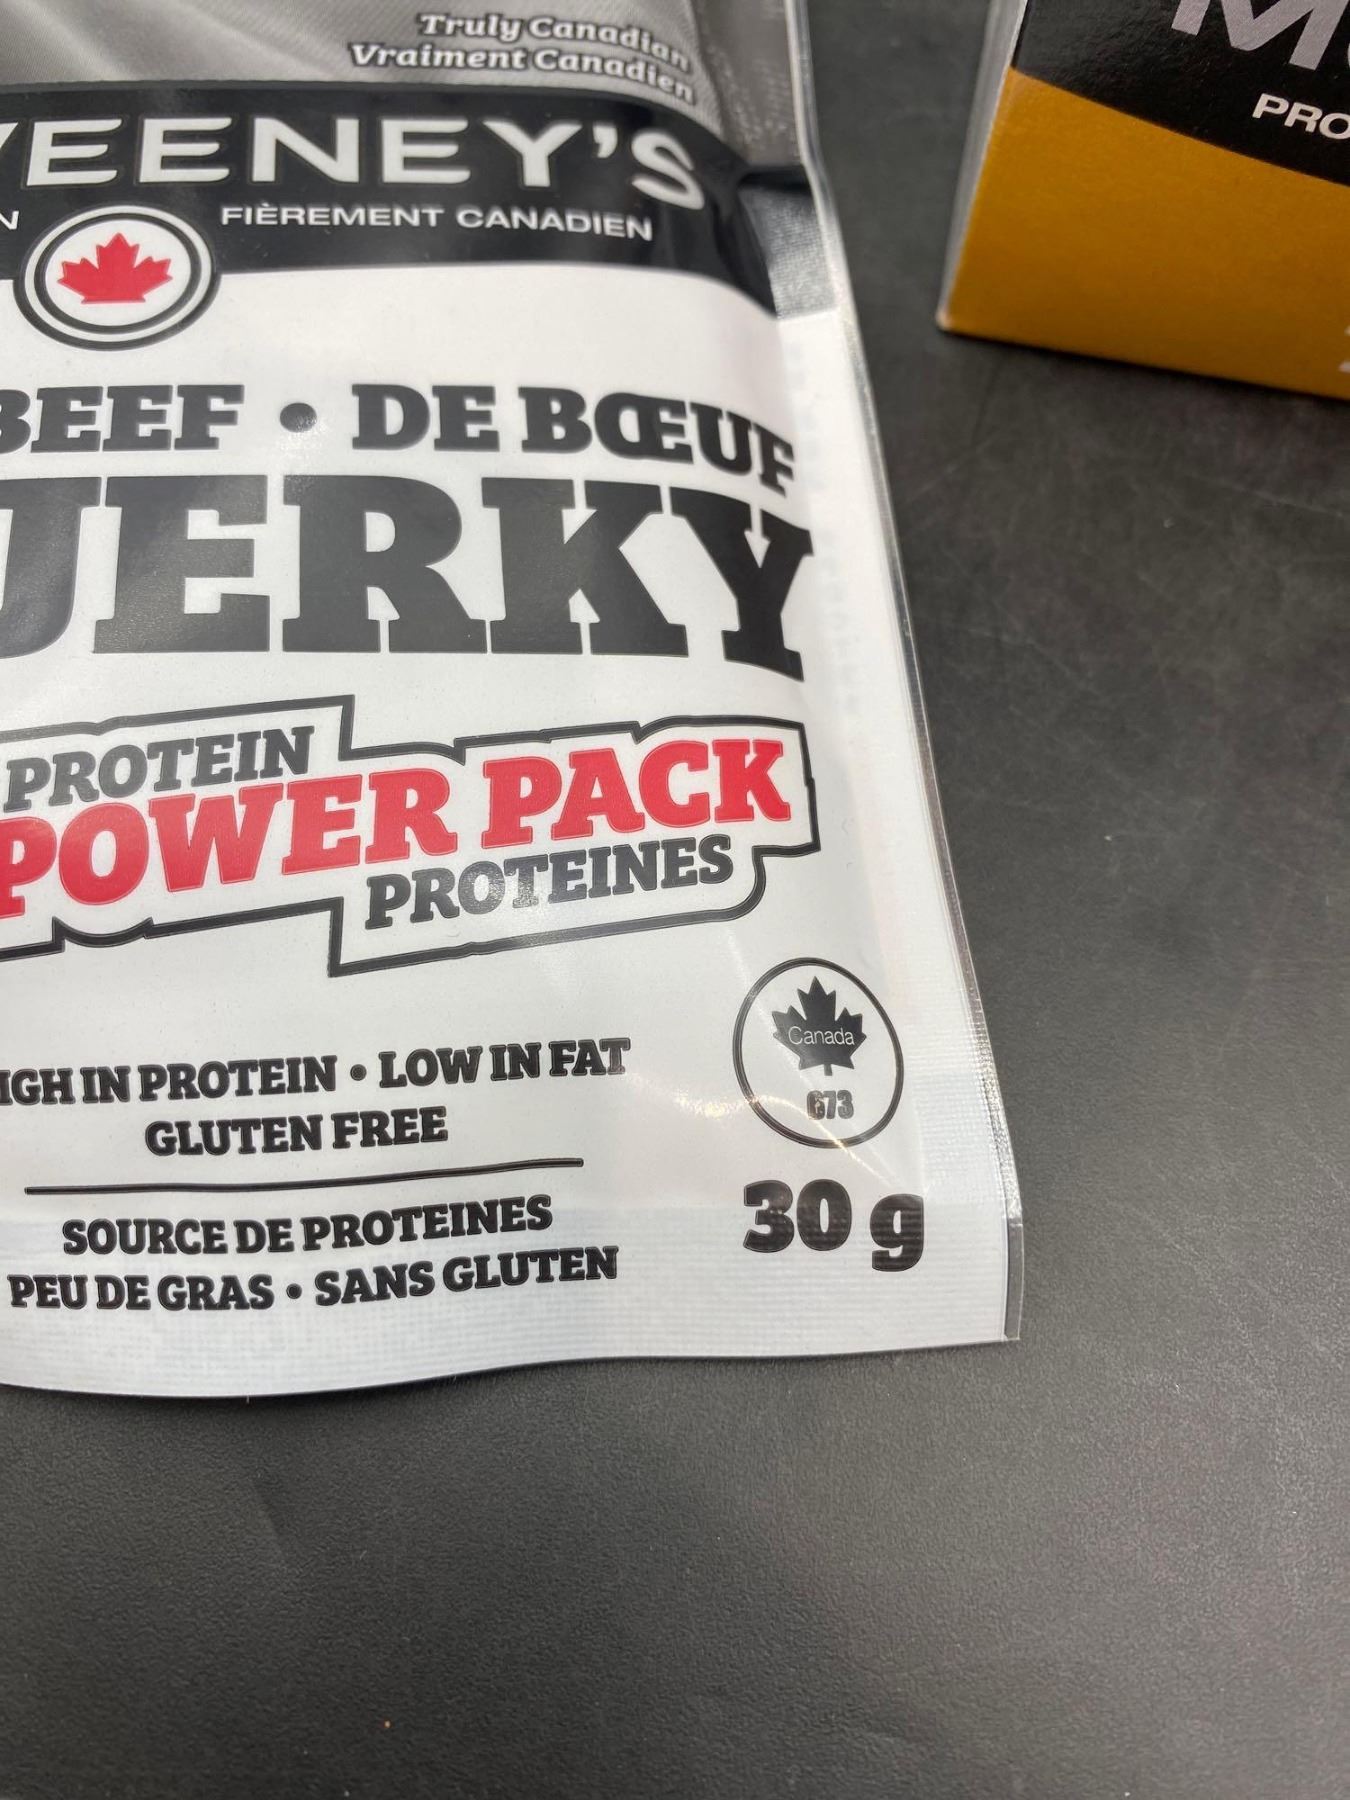 Truly Canadian
Vraiment Canadien
EENEY'S
N
FIÈREMENT CANADIEN
BEEF • DE BŒUF
JERKY
PROTEIN
POWER PACK
PROTEINES
IGH IN PROTEIN • LOW IN FAT
GLUTEN FREE
SOURCE DE PROTEINES
PEU DE GRAS • SANS GLUTEN
Canada
673
30 g
PRO